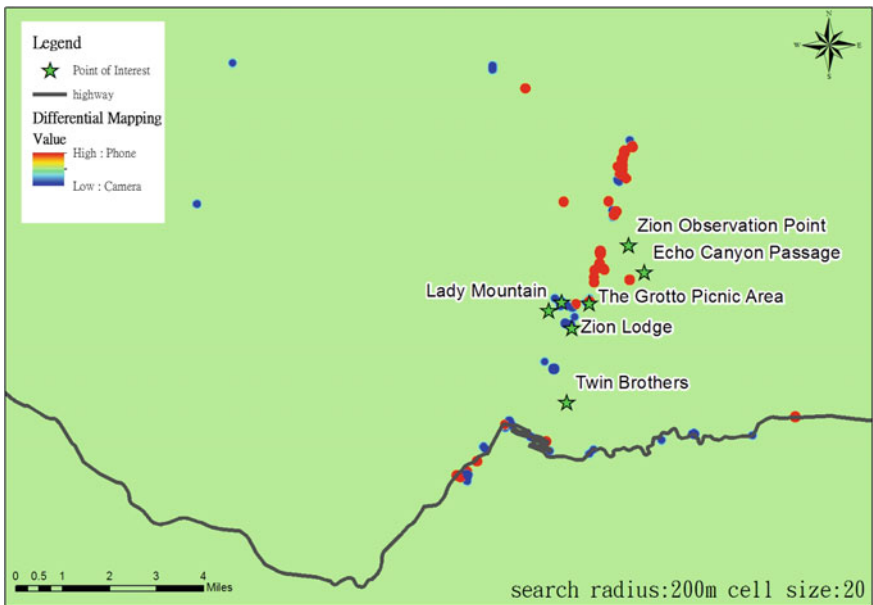 Legend
Point of Interest
highway
Differential Mapping
Value
High : Phone
Low : Camera
N
W
E
S
Zion Observation Point
Echo Canyon Passage
Lady Mountain
The Grotto Picnic Area
Zion Lodge
Twin Brothers
0 0.5 1 2 3 4
Miles
search radius:200m cell size:20